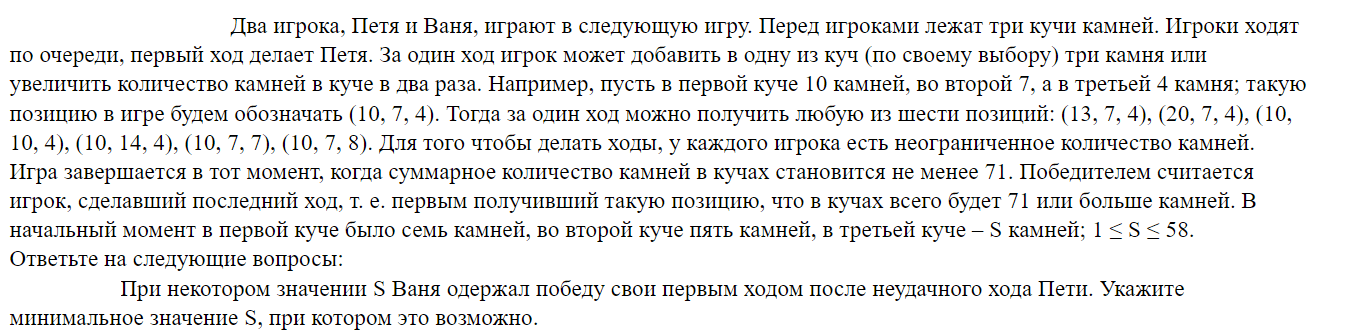 Два игрока, Петя и Ваня, играют в следующую игру. Перед игроками лежат три кучи камней. Игроки ходят
по очереди, первый ход делает Петя. За один ход игрок может добавить в одну из куч (по своему выбору) три камня или
увеличить количество камней в куче в два раза. Например, пусть в первой куче 10 камней, во второй 7, а в третьей 4 камня; такую
позицию в игре будем обозначать (10, 7, 4). Тогда за один ход можно получить любую из шести позиций: (13, 7, 4), (20, 7, 4), (10,
10, 4), (10, 14, 4), (10, 7, 7), (10, 7, 8). Для того чтобы делать ходы, у каждого игрока есть неограниченное количество камней.
Игра завершается в тот момент, когда суммарное количество камней в кучах становится не менее 71. Победителем считается
игрок, сделавший последний ход, т. е. первым получивший такую позицию, что в кучах всего будет 71 или больше камней. В
начальный момент в первой куче было семь камней, во второй куче пять камней, в третьей куче – S камней; 1 ≤ S ≤ 58.
Ответьте на следующие вопросы:
При некотором значении S Ваня одержал победу свои первым ходом после неудачного хода Пети. Укажите
минимальное значение S, при котором это возможно.